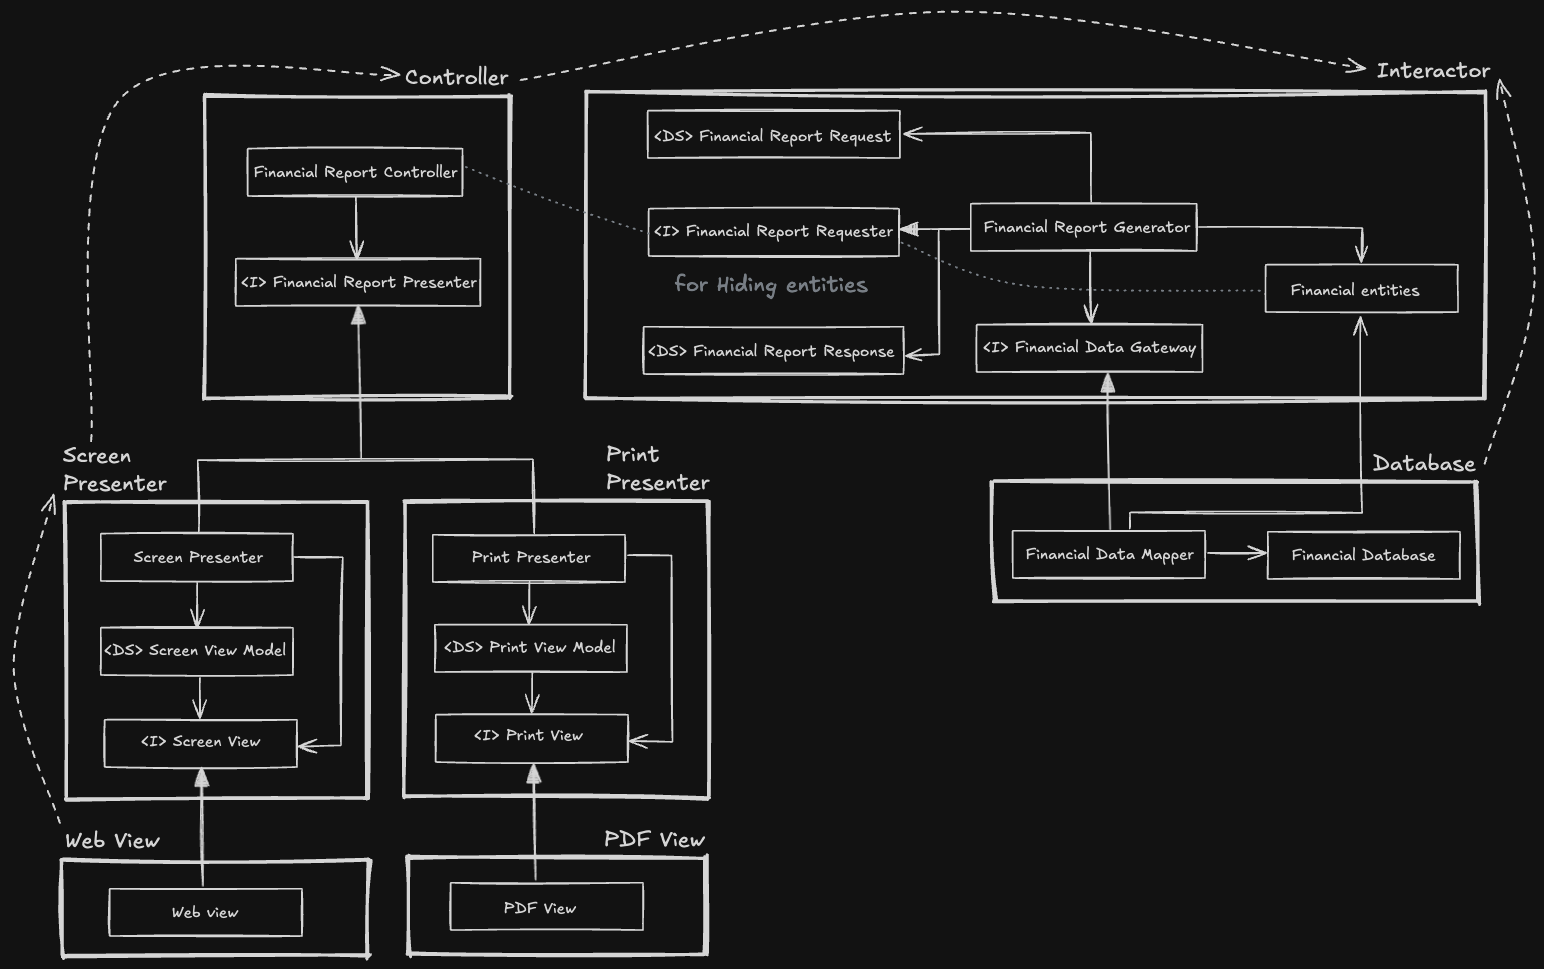 Controller
Interactor
<DS> Financial Report Request
Financial Report Controller
<I> Financial Report Requester
Financial Report Generator
for Hiding entities
<I> Financial Report Presenter
Financial entities
<DS> Financial Report Response
<I> Financial Data Gateway
Screen
Presenter
Print
Presenter
Database
Screen Presenter
Print Presenter
Financial Data Mapper
Financial Database
<DS> Screen View Model
<DS> Print View Model
<I> Screen View
<I> Print View
Web View
PDF View
Web view
PDF View